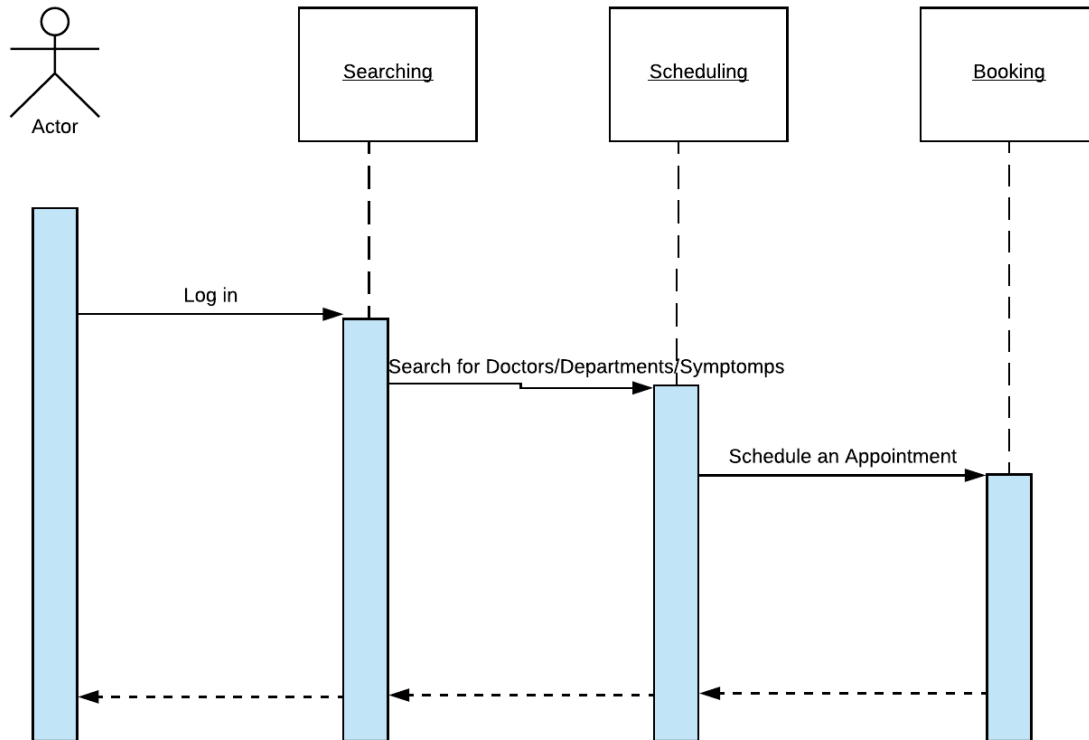 Actor
Searching
Scheduling
Booking
Log in
Search for Doctors/Departments/Symptomps
Schedule an Appointment